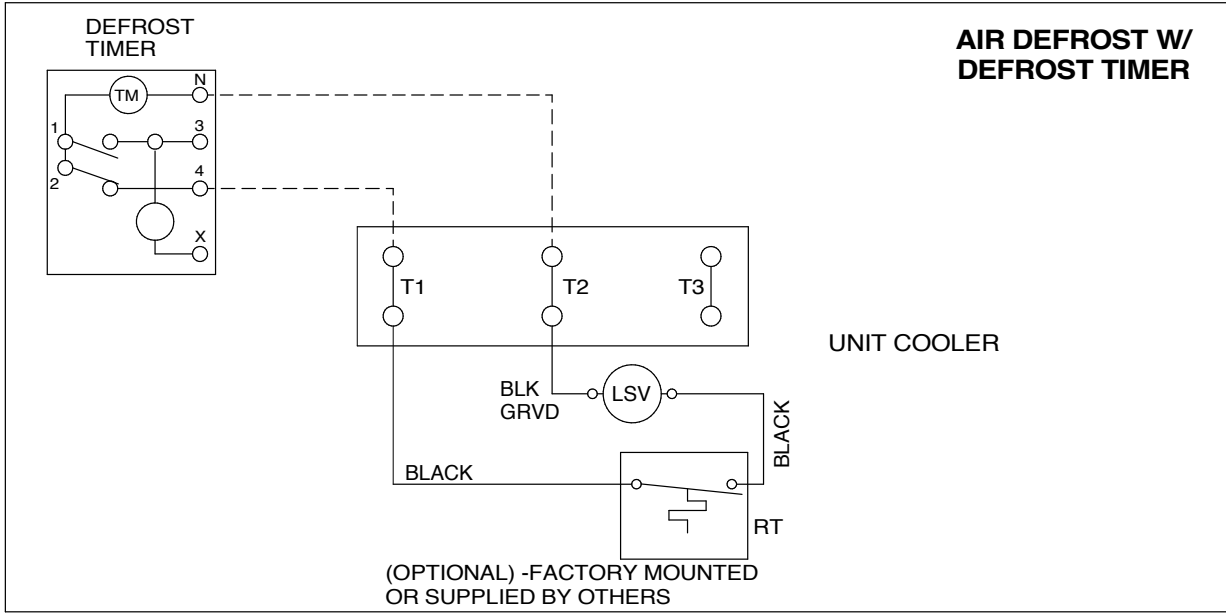 DEFROST
TIMER
AIR DEFROST W/
DEFROST TIMER
TM
N
1
3
2
4
X
T1
T2
T3
UNIT COOLER
BLK
GRVD
LSV
BLACK
BLACK
RT
(OPTIONAL) -FACTORY MOUNTED
OR SUPPLIED BY OTHERS